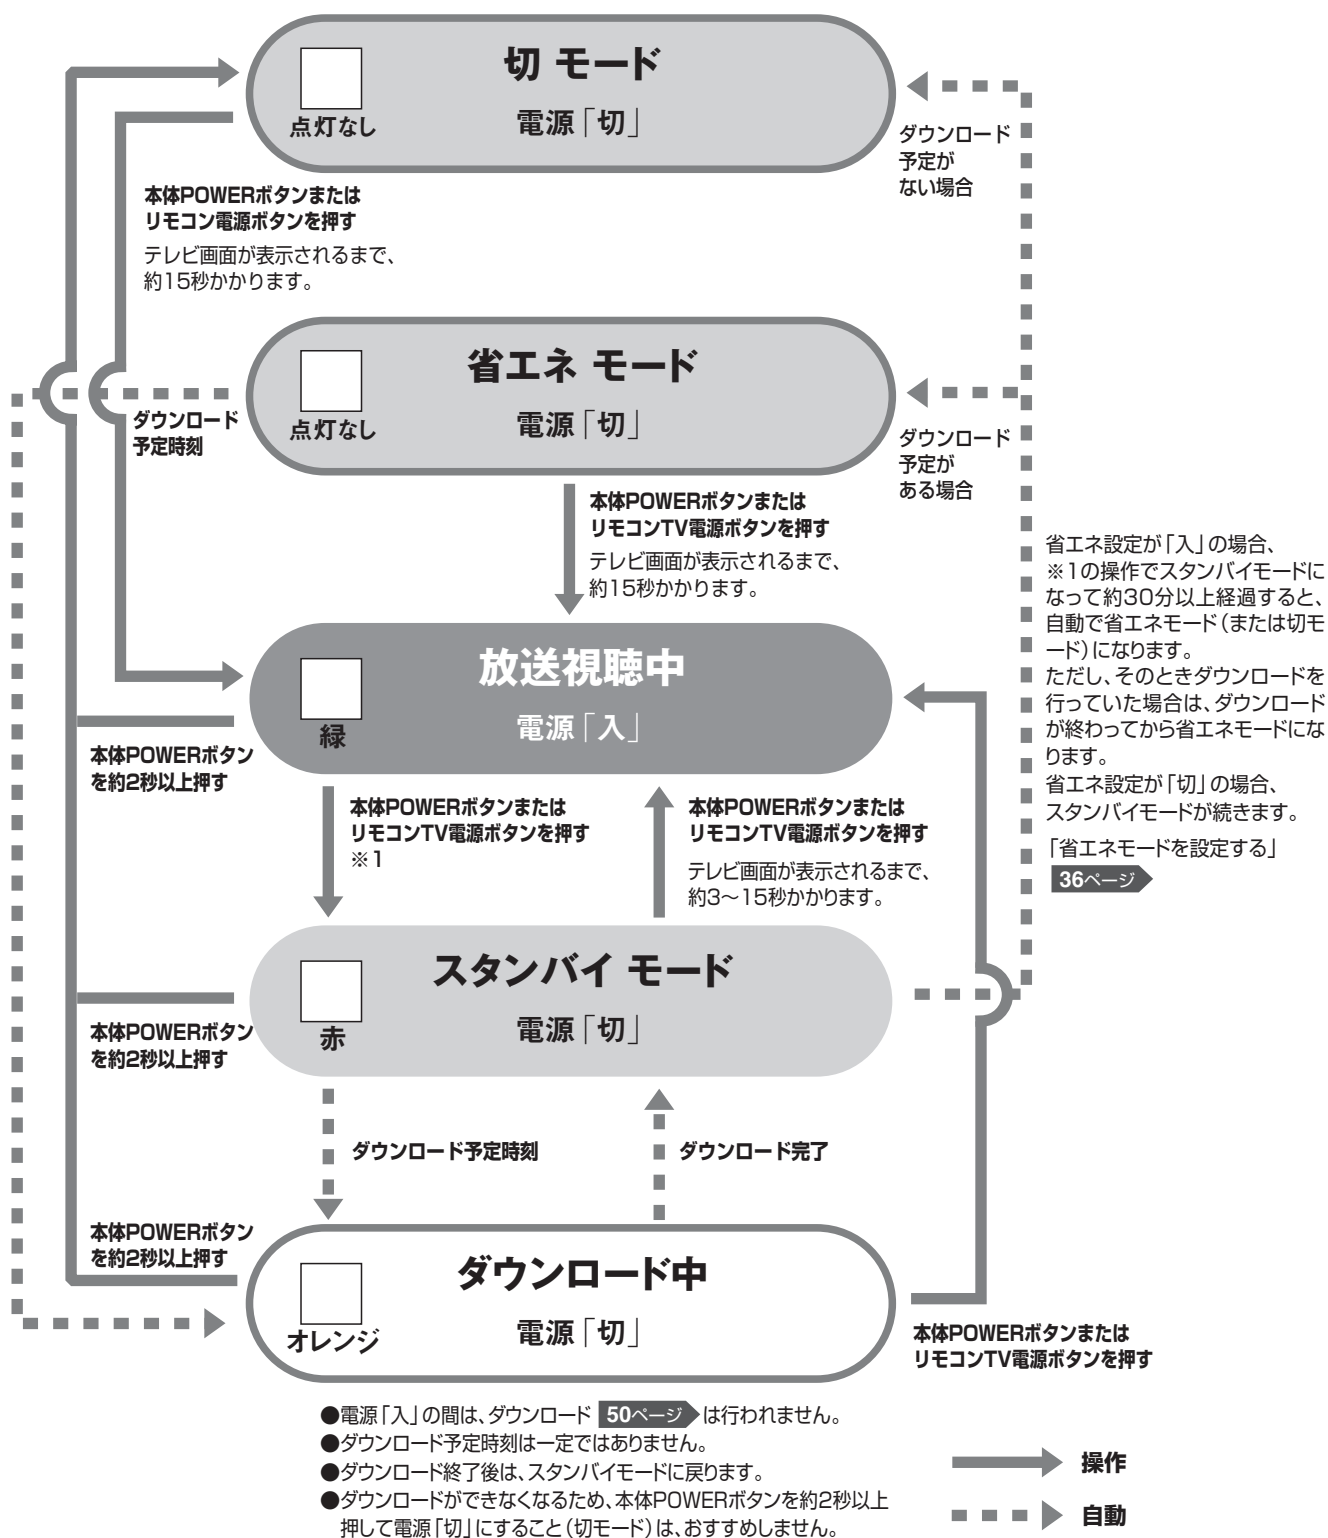 切 モード
電源「切」
点灯なし
ダウンロード
予定が
ない場合
本体POWERボタンまたは
リモコン電源ボタンを押す
テレビ画面が表示されるまで、
約15秒かかります。
省エネ モード
電源「切」
点灯なし
ダウンロード
予定時刻
ダウンロード
予定が
ある場合
本体POWERボタンまたは
リモコンTV電源ボタンを押す
テレビ画面が表示されるまで、
約15秒かかります。
省エネ設定が「入」の場合、
※1の操作でスタンバイモードに
なって約30分以上経過すると、
自動で省エネモード(または切モ
ード)になります。
ただし、そのときダウンロードを
行っていた場合は、ダウンロード
が終わってから省エネモードにな
ります。
省エネ設定が「切」の場合、
スタンバイモードが続きます。
「省エネモードを設定する」
36ページ
放送視聴中
電源「入」
緑
本体POWERボタン
を約2秒以上押す
本体POWERボタンまたは
リモコンTV電源ボタンを押す
※1
本体POWERボタンまたは
リモコンTV電源ボタンを押す
テレビ画面が表示されるまで、
約3〜15秒かかります。
スタンバイ モード
電源「切」
赤
本体POWERボタン
を約2秒以上押す
ダウンロード予定時刻
ダウンロード完了
本体POWERボタン
を約2秒以上押す
ダウンロード中
電源「切」
オレンジ
本体POWERボタンまたは
リモコンTV電源ボタンを押す
●電源「入」の間は、ダウンロード 50ページ は行われません。
●ダウンロード予定時刻は一定ではありません。
●ダウンロード終了後は、スタンバイモードに戻ります。
●ダウンロードができなくなるため、本体POWERボタンを約2秒以上
押して電源「切」にすること(切モード)は、おすすめしません。
操作
自動